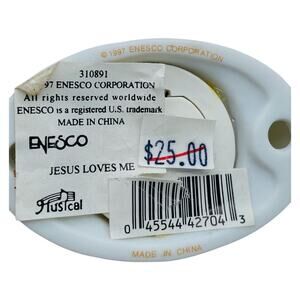 ©1997 ENESCO CORPORATION
310891
97 ENESCO CORPORATION
All rights reserved worldwide
ENESCO is a registered U.S. trademark
MADE IN CHINA
ENESCO
$25.00
JESUS LOVES ME
Musical
0 45544 42704 3
MADE IN CHINA